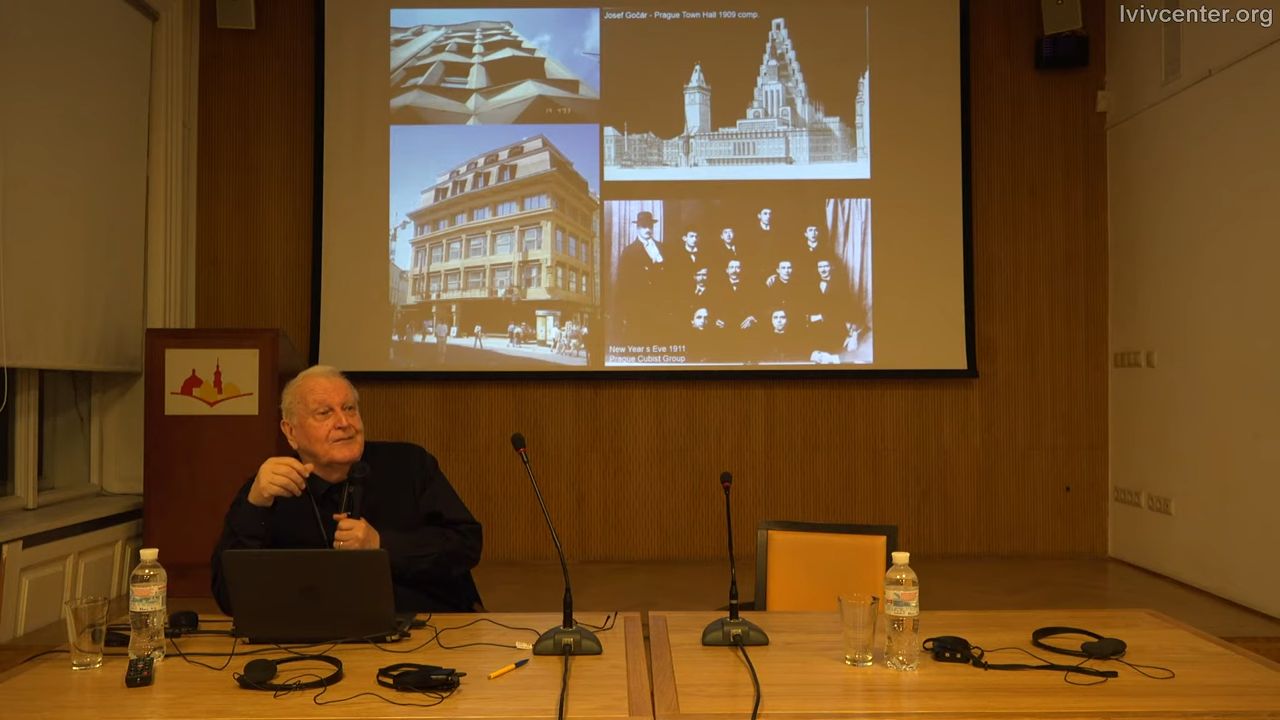 lvivcenter.org
Josef Gočár - Prague Town Hall 1909 comp.
New Year s Eve 1911
Prague Cubist Group